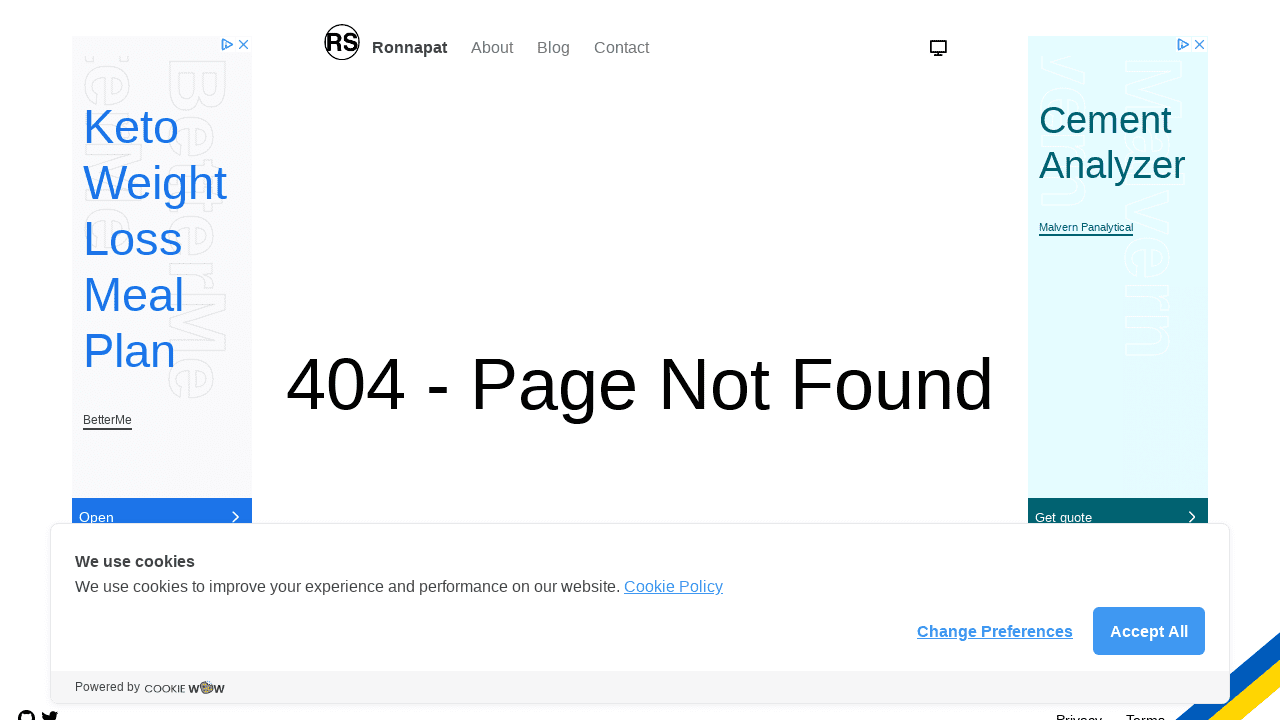 RS Ronnapat About Blog Contact
Keto
Weight
Loss
Meal
Plan
BetterMe
BetterMe
Open
Cement
Analyzer
Malvern Panalytical
Malvern
Get quote
404 - Page Not Found
We use cookies
We use cookies to improve your experience and performance on our website. Cookie Policy
Change Preferences Accept All
Powered by COOKIE WOW
Privacy Terms